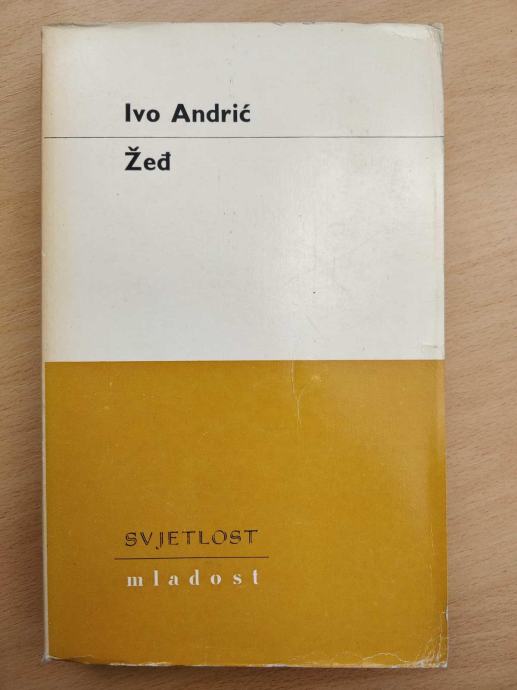 Ivo Andrić
Žeđ
SVJETLOST
mladost